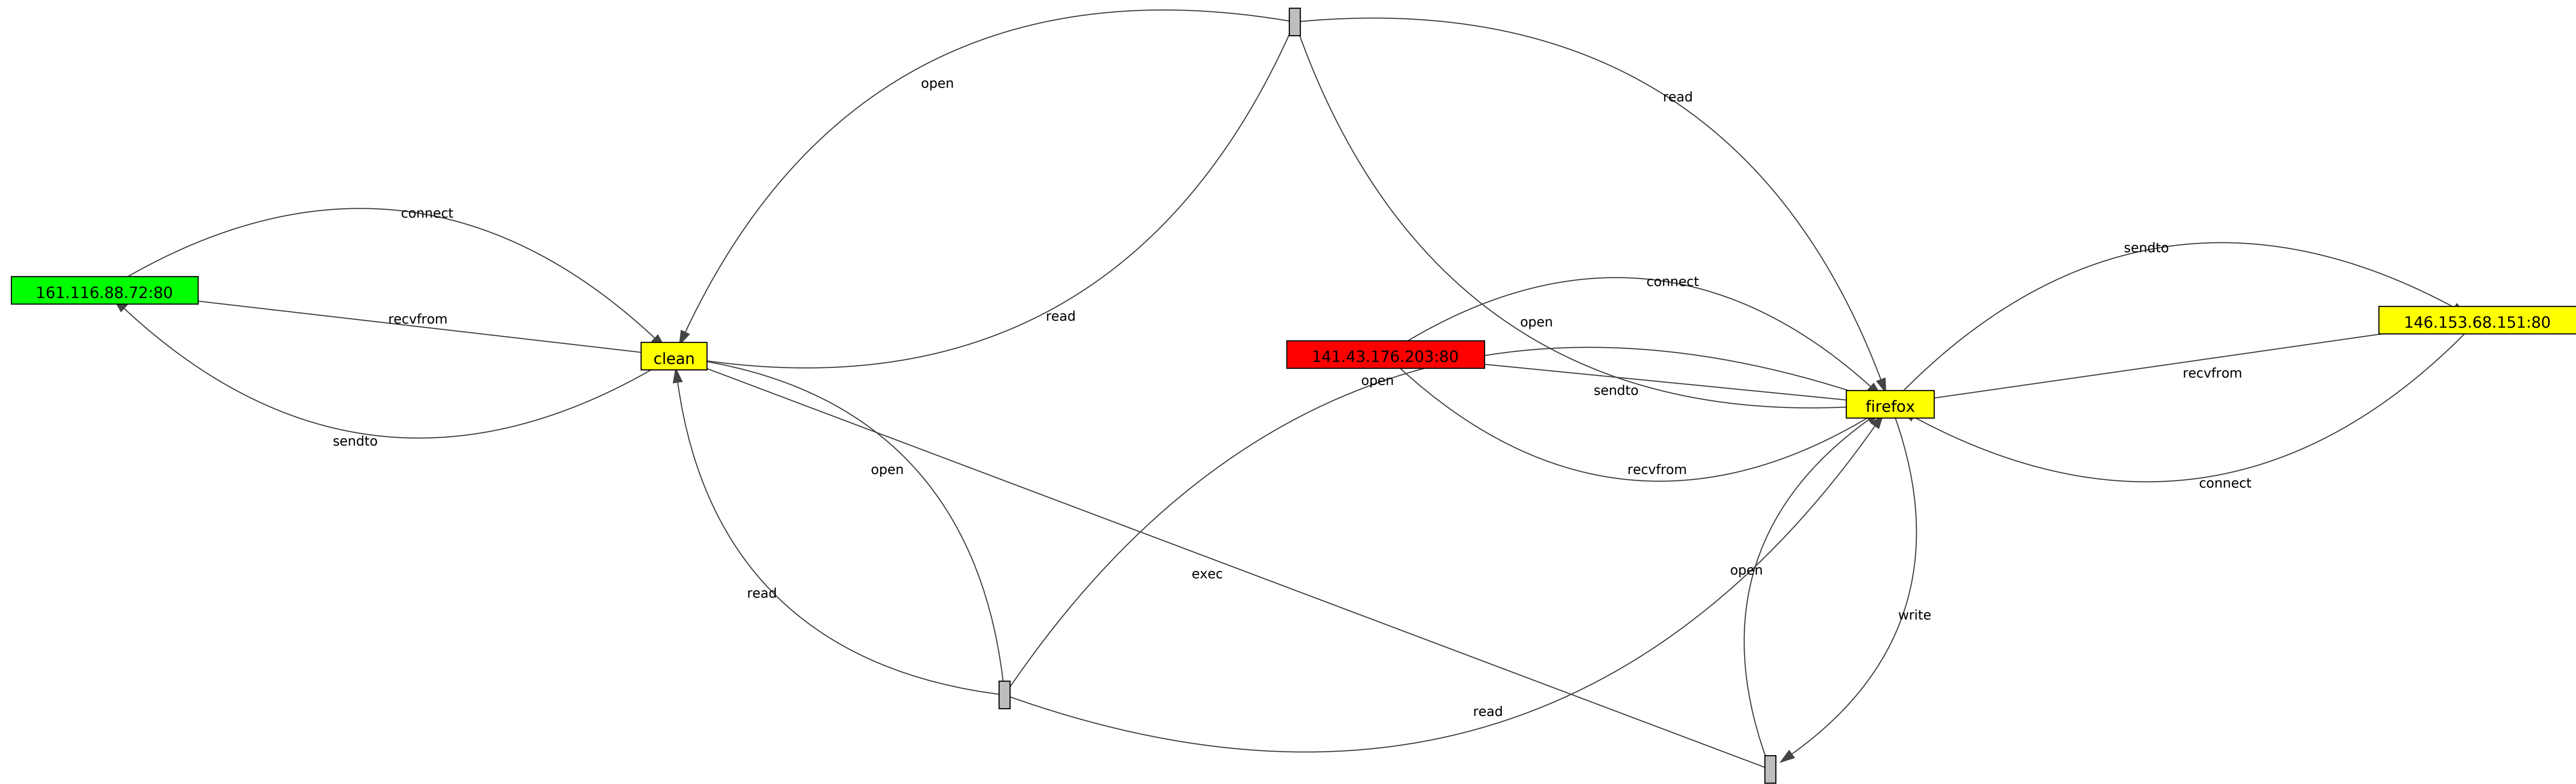 open
read
connect
sendto
connect
161.116.88.72:80
recvfrom
read
open
146.153.68.151:80
clean
141.43.176.203:80
open
sendto
recvfrom
firefox
sendto
open
recvfrom
connect
exec
open
read
write
read